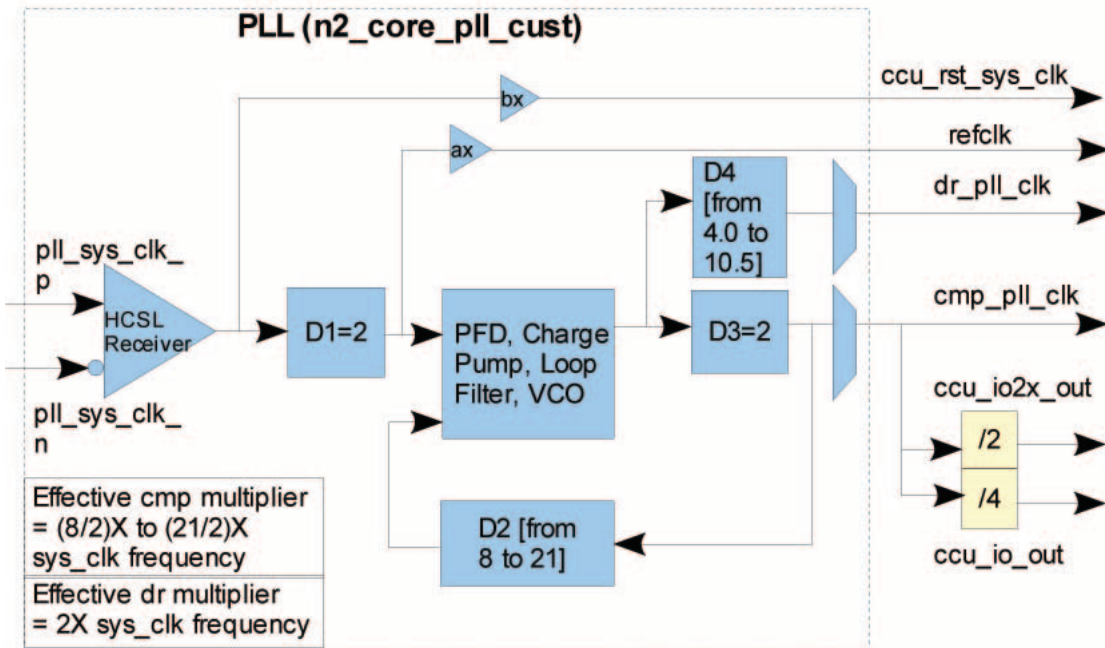 PLL (n2_core_pll_cust)
ccu_rst_sys_clk
bx
refclk
ax
dr_pll_clk
D4
[from
4.0 to
10.5]
pll_sys_clk_
p
HCSL
Receiver
D1=2
PFD, Charge
Pump, Loop
Filter, VCO
D3=2
cmp_pll_clk
ccu_io2x_out
/2
/4
ccu_io_out
pll_sys_clk_
n
D2 [from
8 to 21]
Effective cmp multiplier
= (8/2)X to (21/2)X
sys_clk frequency
Effective dr multiplier
= 2X sys_clk frequency